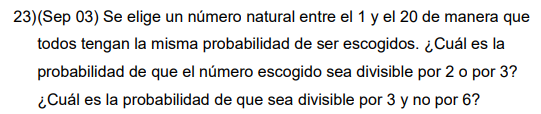 23)(Sep 03) Se elige un número natural entre el 1 y el 20 de manera que
todos tengan la misma probabilidad de ser escogidos. ¿Cuál es la
probabilidad de que el número escogido sea divisible por 2 o por 3?
¿Cuál es la probabilidad de que sea divisible por 3 y no por 6?